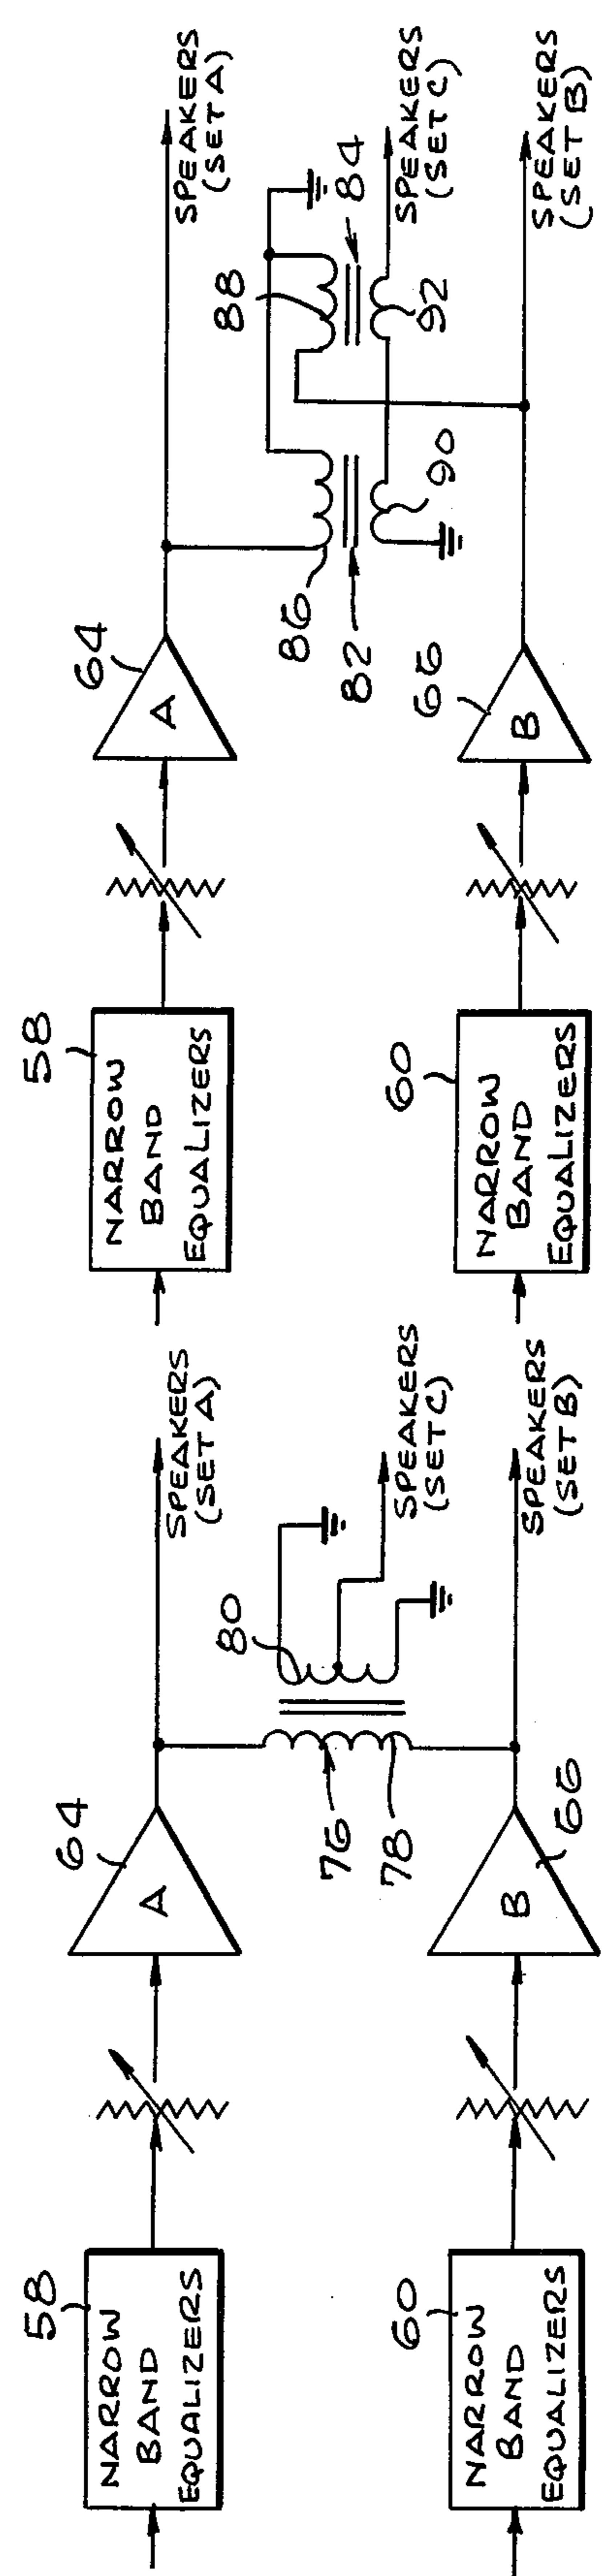 58
NARROW
BAND
EQUALIZERS
64
A
SPEAKERS
(SET A)
76
78
80
SPEAKERS
(SET C)
60
NARROW
BAND
EQUALIZERS
B
66
SPEAKERS
(SET B)
58
NARROW
BAND
EQUALIZERS
64
A
SPEAKERS
(SET A)
86
82
88
84
90
92
SPEAKERS
(SET C)
60
NARROW
BAND
EQUALIZERS
66
B
SPEAKERS
(SET B)